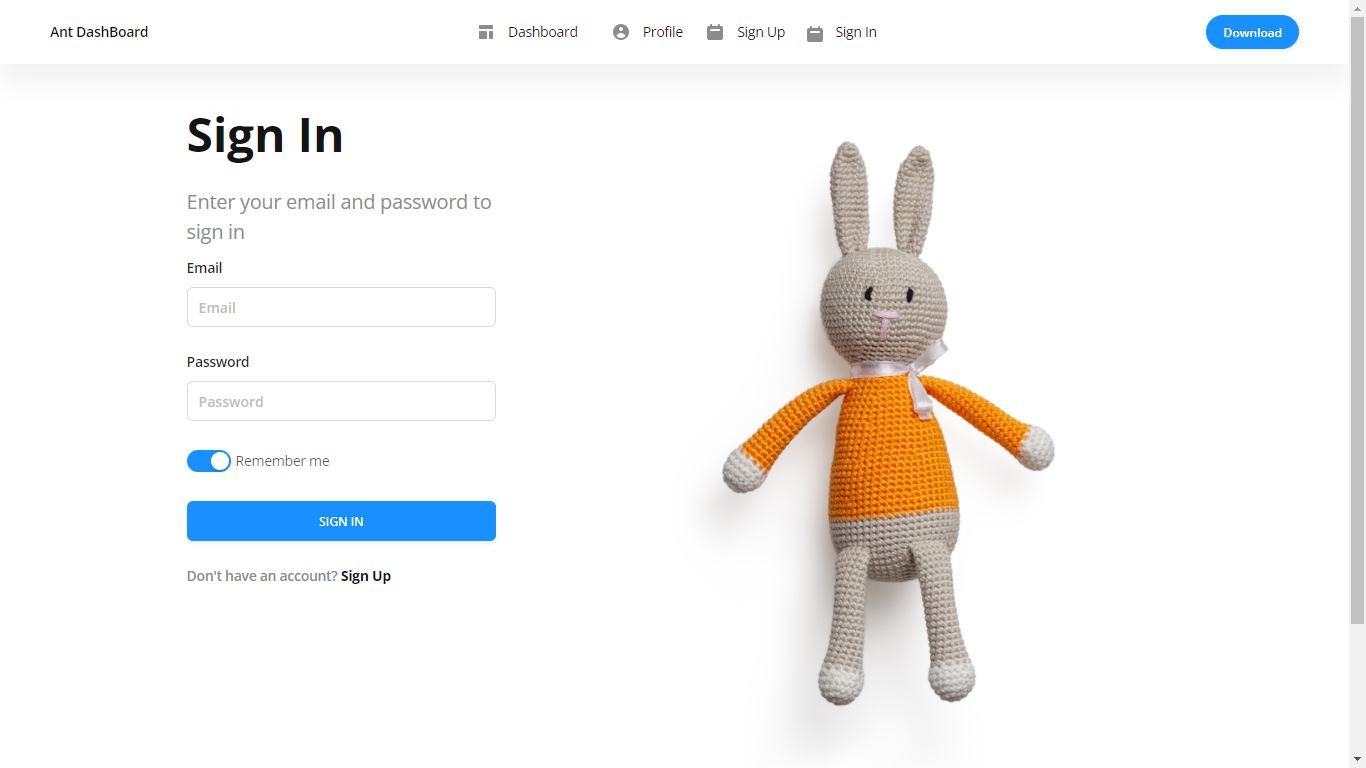 Ant DashBoard
Dashboard
Profile
Sign Up
Sign In
Download
Sign In
Enter your email and password to
sign in
Email
Email
Password
Password
Remember me
SIGN IN
Don't have an account? Sign Up